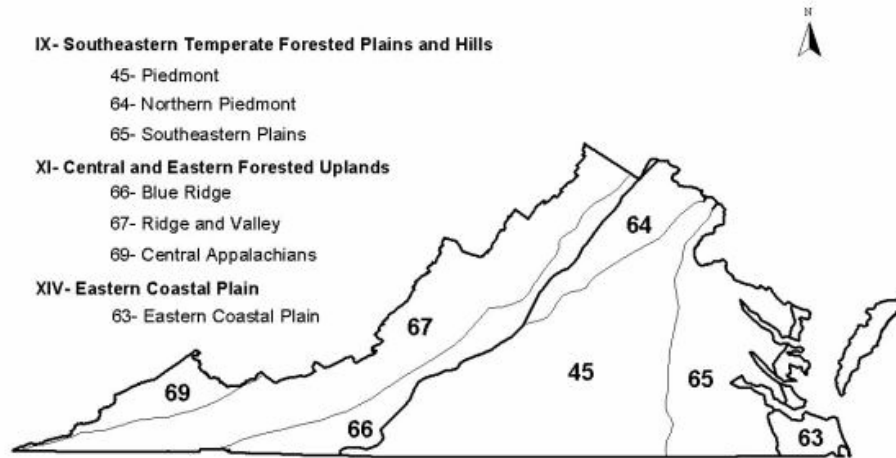 N
IX- Southeastern Temperate Forested Plains and Hills
45- Piedmont
64- Northern Piedmont
65- Southeastern Plains
XI- Central and Eastern Forested Uplands
66- Blue Ridge
67- Ridge and Valley
69- Central Appalachians
XIV- Eastern Coastal Plain
63- Eastern Coastal Plain
64
67
69
45
65
66
63